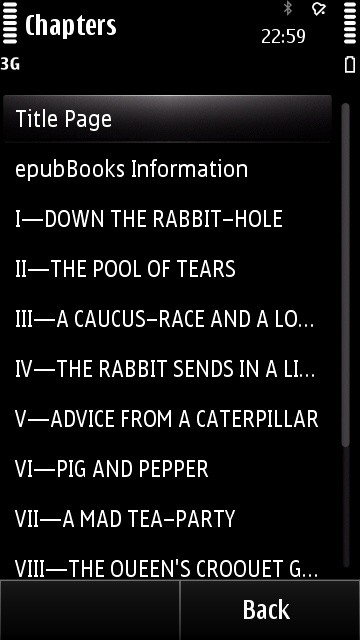 Chapters
22:59
3G
Title Page
epubBooks Information
I—DOWN THE RABBIT–HOLE
II—THE POOL OF TEARS
III—A CAUCUS–RACE AND A LO...
IV—THE RABBIT SENDS IN A LI...
V—ADVICE FROM A CATERPILLAR
VI—PIG AND PEPPER
VII—A MAD TEA–PARTY
VIII—THE QUEEN'S CROQUET G...
Back